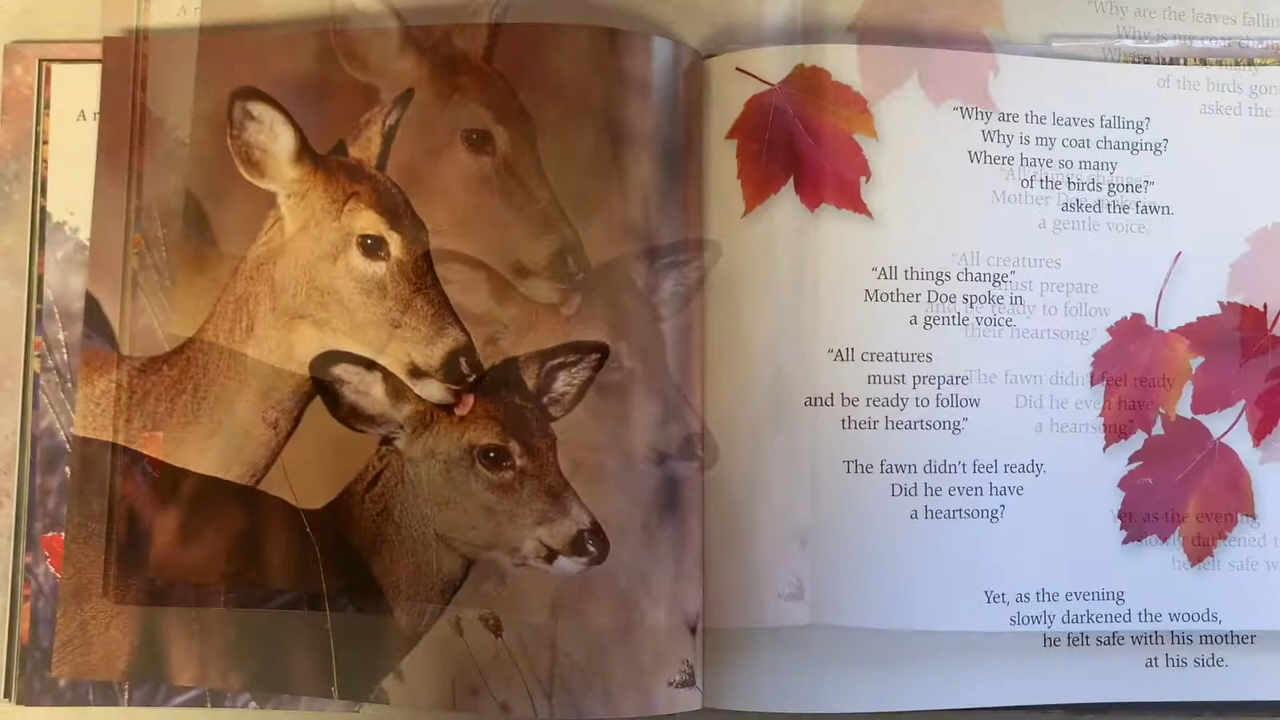 “Why are the leaves falling?
Why is my coat changing?
Where have so many
of the birds gone?”
asked the fawn.
“All things change”
Mother Doe spoke in
a gentle voice.
“All creatures
must prepare
and be ready to follow
their heartsong.”
The fawn didn’t feel ready.
Did he even have
a heartsong?
Yet, as the evening
slowly darkened the woods,
he felt safe with his mother
at his side.